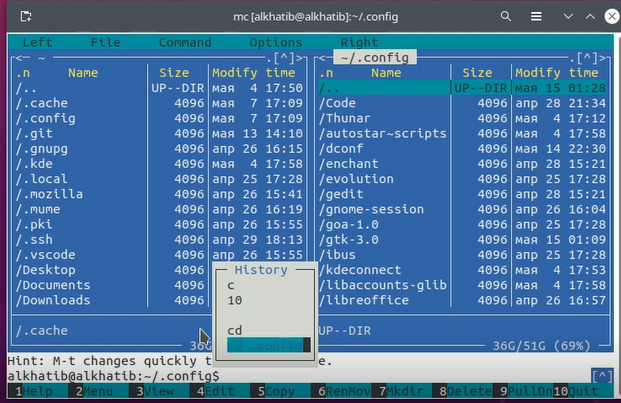 mc [alkhatib@alkhatib]:~/.config
Left File Command Options Right
<─ ~ .[^]>
<─ ~/.config .[^]>
.n Name Size Modify time
.n Name Size Modify time
/.. UP--DIR мая 4 17:50
/.. UP--DIR мая 15 01:28
/.cache 4096 мая 7 17:09
/Code 4096 апр 28 21:34
/.config 4096 мая 7 17:09
/Thunar 4096 мая 4 17:12
/.git 4096 мая 13 14:10
/autostar~scripts 4096 мая 4 17:58
/.gnupg 4096 апр 26 16:15
/dconf 4096 мая 14 22:30
/.kde 4096 мая 4 17:58
/enchant 4096 апр 28 15:21
/.local 4096 апр 25 17:28
/evolution 4096 апр 25 17:28
/.mozilla 4096 апр 26 15:41
/gedit 4096 апр 28 15:21
/.mume 4096 апр 26 16:19
/gnome-session 4096 апр 26 16:04
/.pki 4096 апр 26 15:55
/goa-1.0 4096 апр 25 17:28
/.ssh 4096 апр 29 18:13
/gtk-3.0 4096 мая 15 01:09
/.vscode 4096 апр 26 15:55
/ibus 4096 апр 25 17:28
/Desktop 4096
/kdeconnect 4096 мая 4 17:53
/Documents 4096
/libaccounts-glib 4096 мая 4 17:58
/Downloads 4096
/libreoffice 4096 апр 26 16:57
History
c
10
cd
cd .config
/.cache
UP--DIR
36G
36G/51G (69%)
Hint: M-t changes quickly t e.
alkhatib@alkhatib:~/.config$ [^]
1Help 2Menu 3View 4Edit 5Copy 6RenMov 7Mkdir 8Delete 9PullDn 10Quit